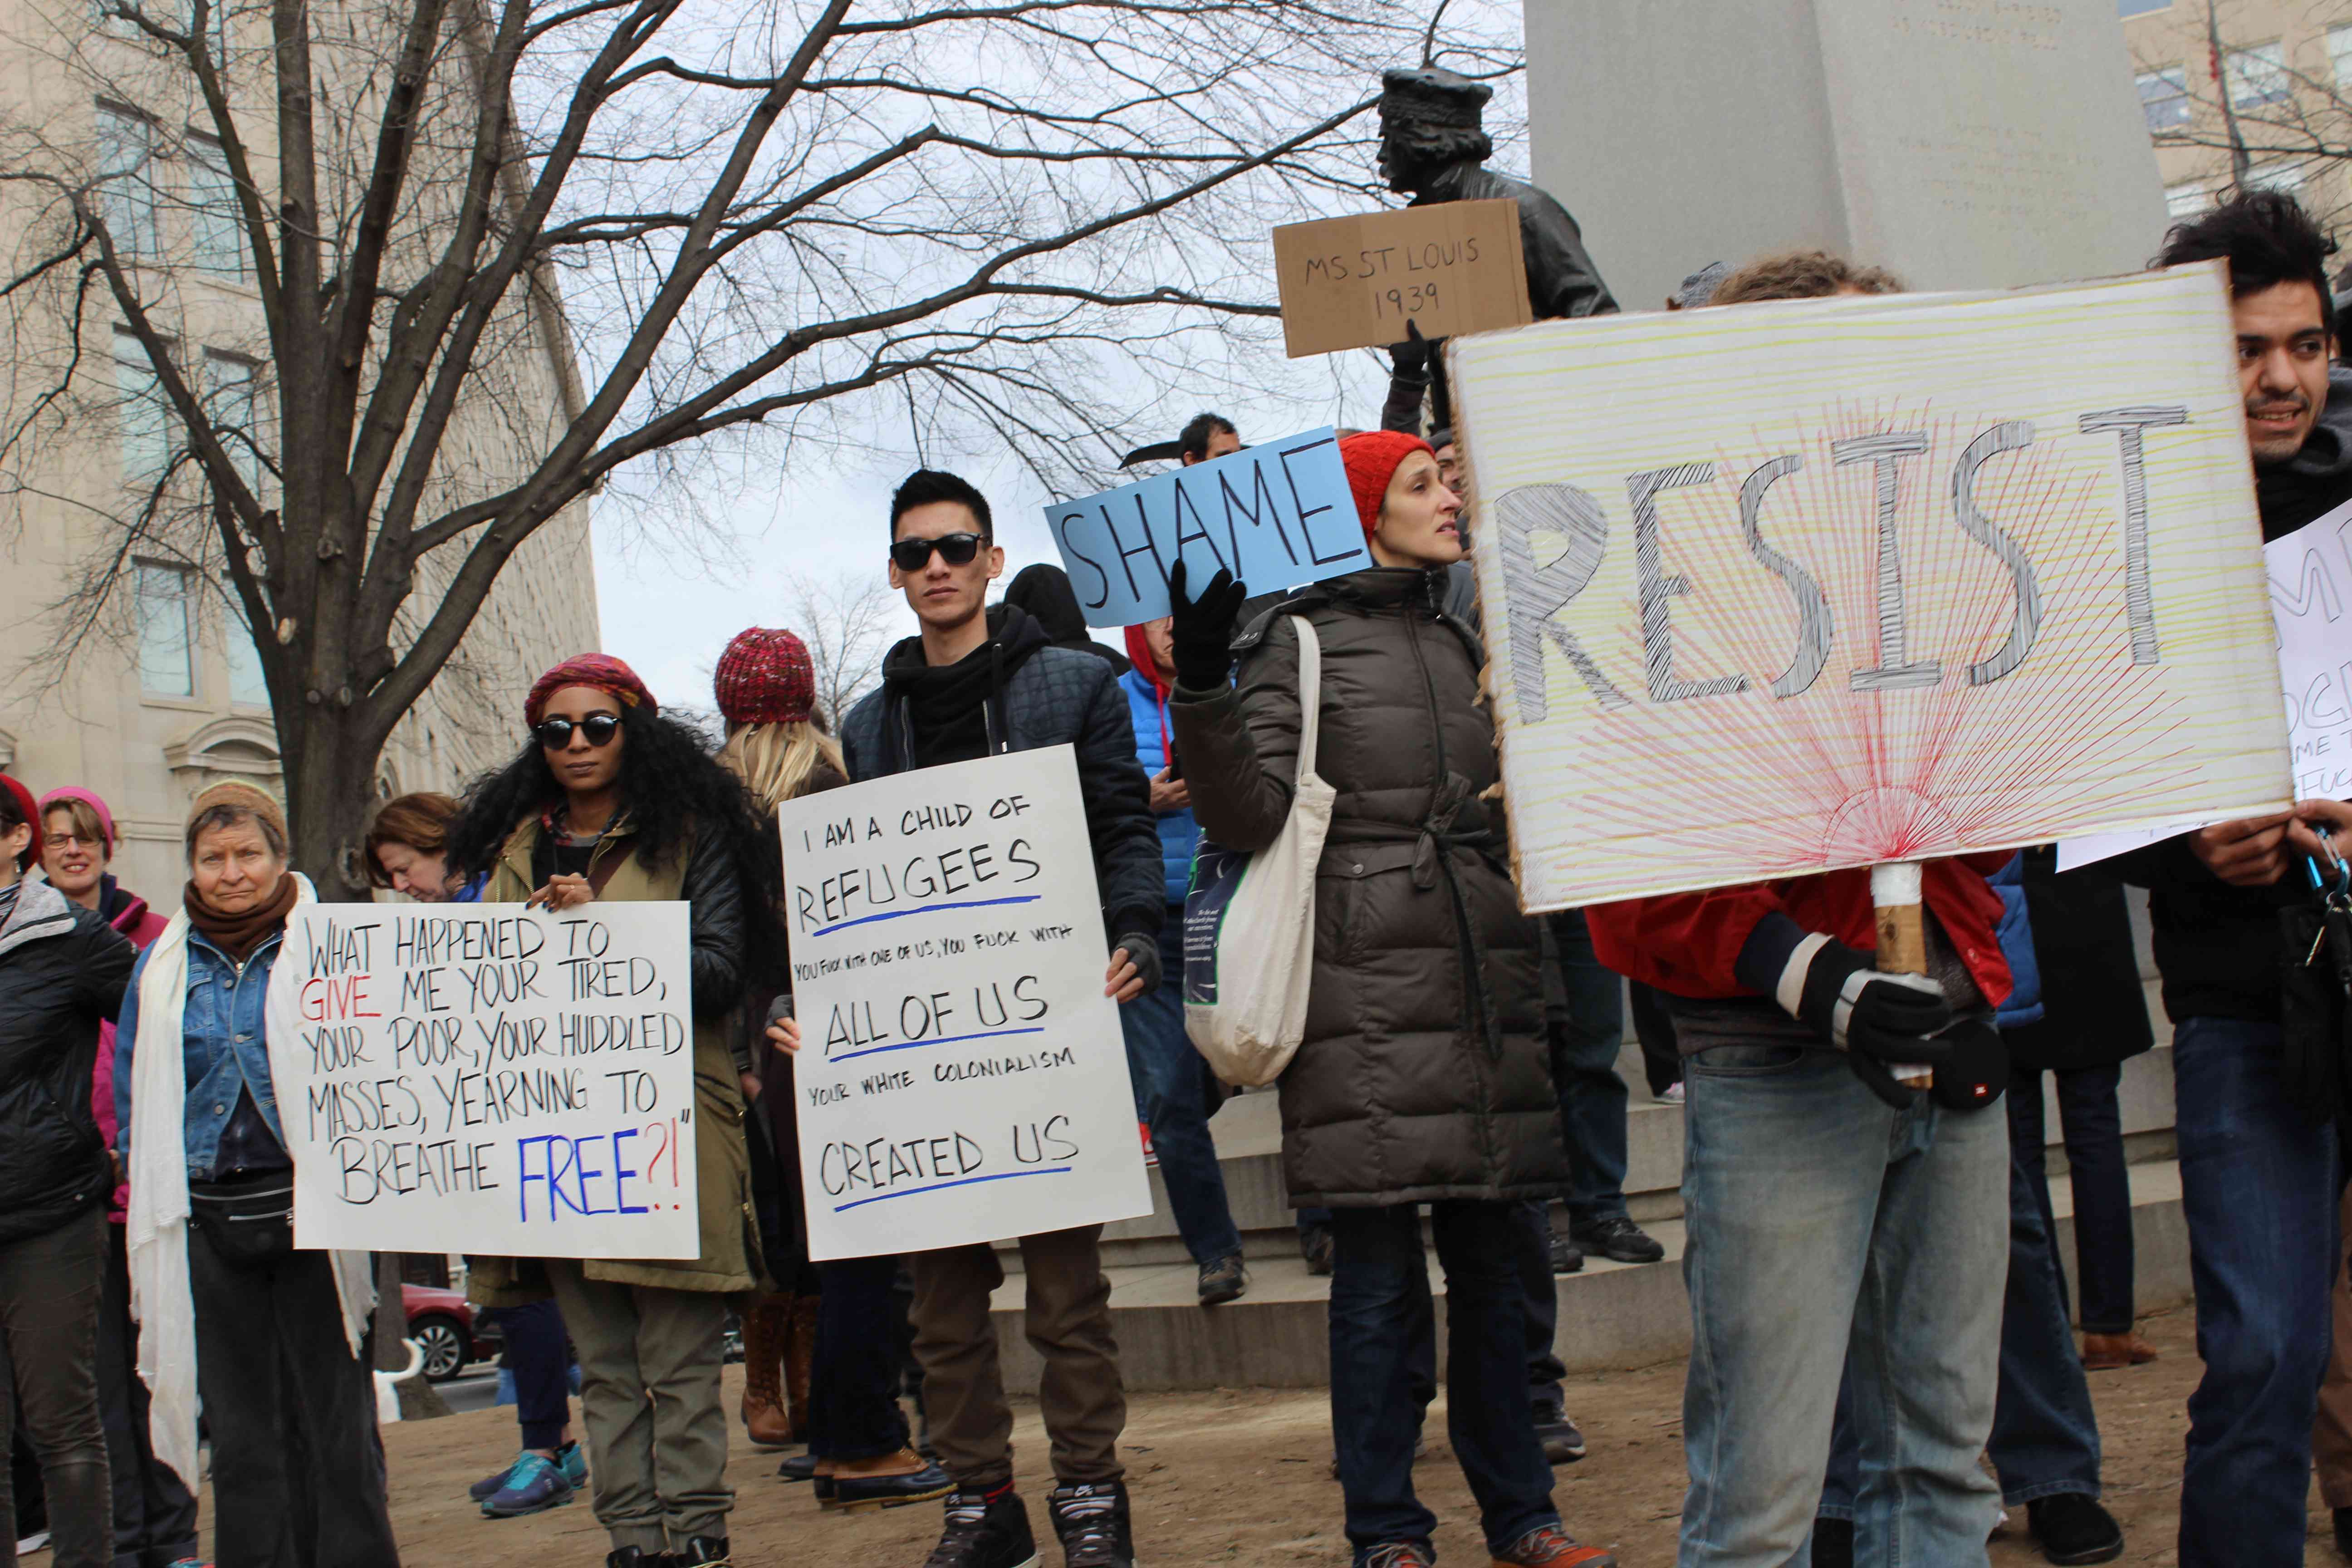 MS ST LOUIS
1939
SHAME
RESIST
WHAT HAPPENED TO
"GIVE ME YOUR TIRED,
YOUR POOR, YOUR HUDDLED
MASSES, YEARNING TO
BREATHE FREE?!"
I AM A CHILD OF
REFUGEES
YOU FUCK WITH ONE OF US, YOU FUCK WITH
ALL OF US
YOUR WHITE COLONIALISM
CREATED US